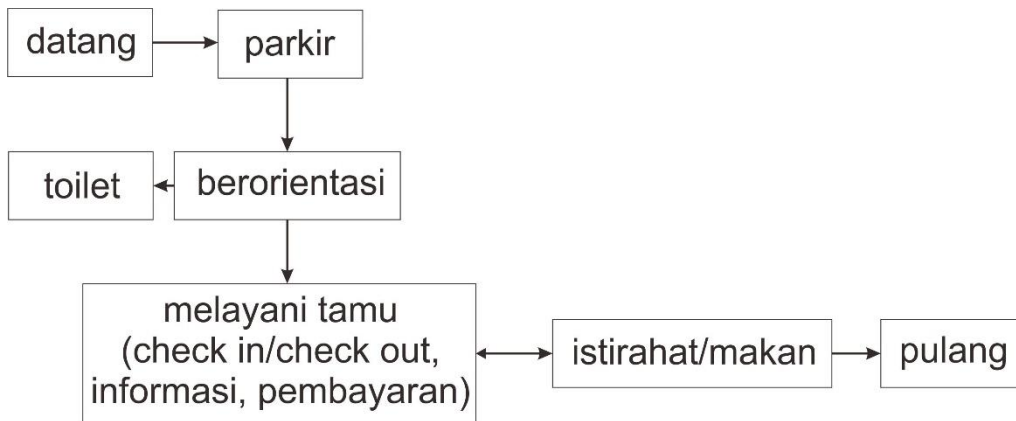 datang
parkir
toilet
berorientasi
melayani tamu
(check in/check out,
informasi, pembayaran)
istirahat/makan
pulang